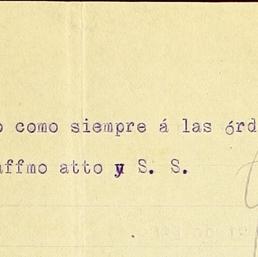 como siempre á las órd
affmo atto y S. S.